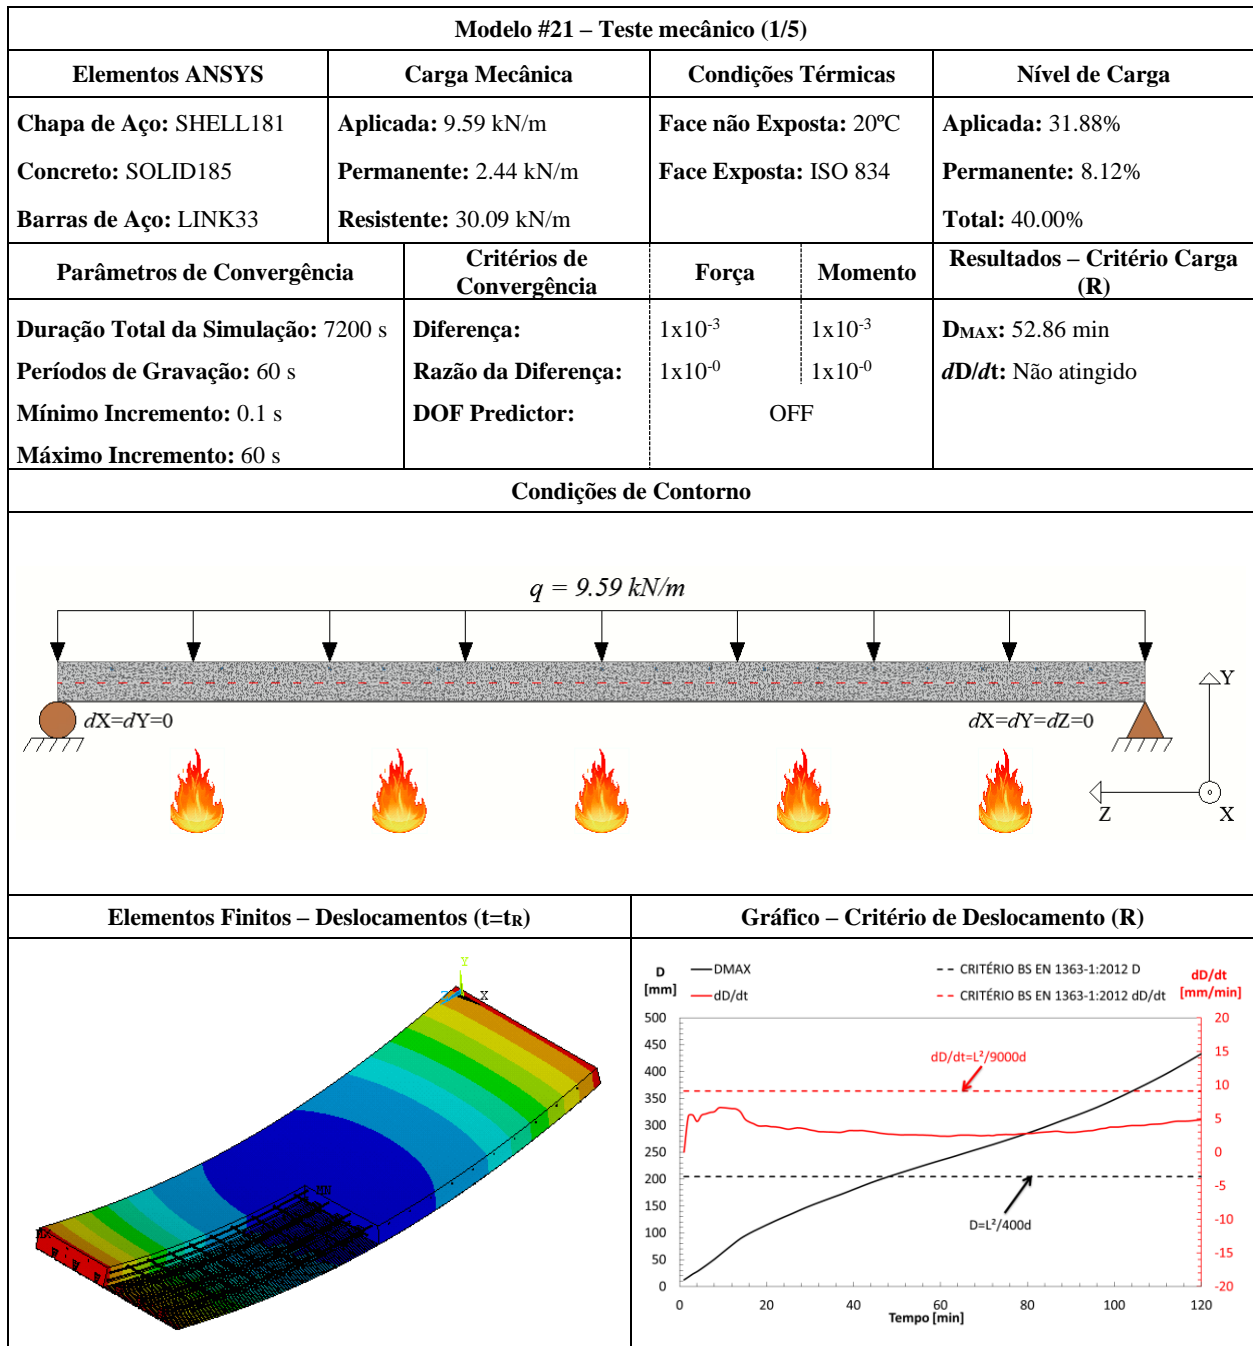 Modelo #21 – Teste mecânico (1/5)
Elementos ANSYS
Carga Mecânica
Condições Térmicas
Nível de Carga
Chapa de Aço: SHELL181
Concreto: SOLID185
Barras de Aço: LINK33
Aplicada: 9.59 kN/m
Permanente: 2.44 kN/m
Resistente: 30.09 kN/m
Face não Exposta: 20ºC
Face Exposta: ISO 834
Aplicada: 31.88%
Permanente: 8.12%
Total: 40.00%
Parâmetros de Convergência
Critérios de
Convergência
Força
Momento
Resultados – Critério Carga
(R)
Duração Total da Simulação: 7200 s
Períodos de Gravação: 60 s
Mínimo Incremento: 0.1 s
Máximo Incremento: 60 s
Diferença:
Razão da Diferença:
DOF Predictor:
1x10-3
1x10-3
1x10-0
1x10-0
OFF
DMAX: 52.86 min
dD/dt: Não atingido
Condições de Contorno
q = 9.59 kN/m
dX=dY=0
dX=dY=dZ=0
Y
Z
X
Elementos Finitos – Deslocamentos (t=tR)
Gráfico – Critério de Deslocamento (R)
Y
Z
X
MN
D
[mm]
DMAX
dD/dt
CRITÉRIO BS EN 1363-1:2012 D
CRITÉRIO BS EN 1363-1:2012 dD/dt
dD/dt
[mm/min]
500
450
400
350
300
250
200
150
100
50
0
20
15
10
5
0
-5
-10
-15
-20
dD/dt=L²/9000d
D=L²/400d
0
20
40
60
80
100
120
Tempo [min]